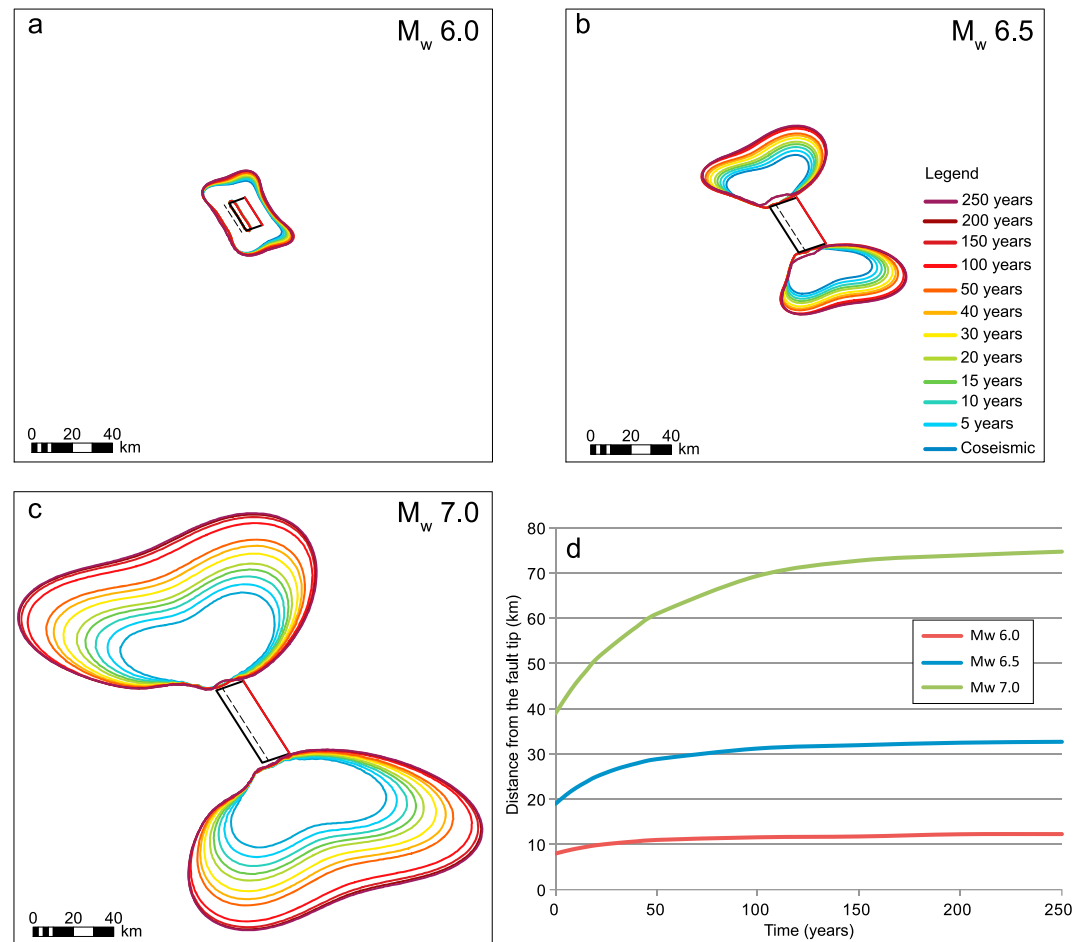 a
M_w 6.0
0 20 40
km
b
M_w 6.5
Legend
250 years
200 years
150 years
100 years
50 years
40 years
30 years
20 years
15 years
10 years
5 years
Coseismic
0 20 40
km
c
M_w 7.0
0 20 40
km
d
Distance from the fault tip (km)
80
70
60
50
40
30
20
10
0
Mw 6.0
Mw 6.5
Mw 7.0
0 50 100 150 200 250
Time (years)